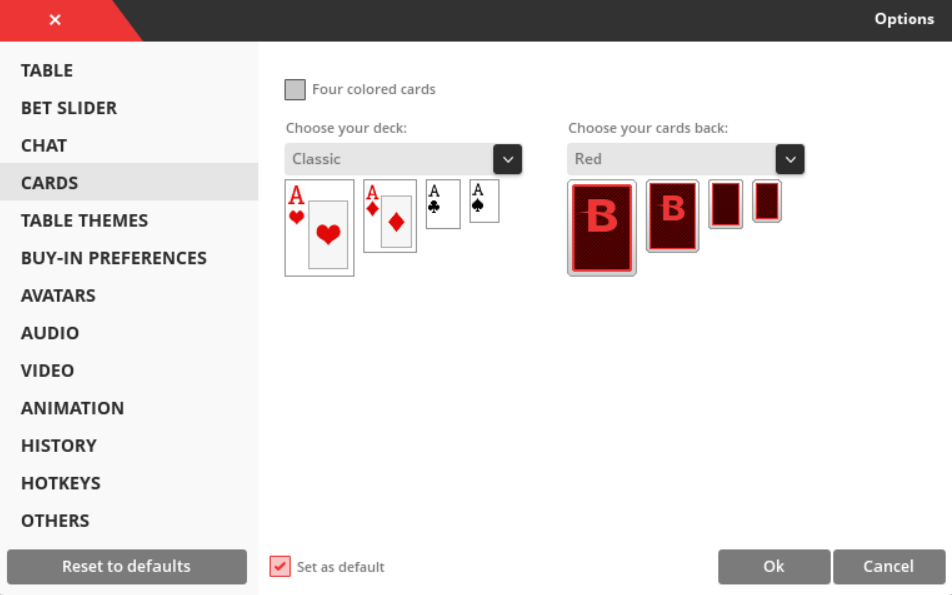 Options
TABLE
BET SLIDER
CHAT
CARDS
TABLE THEMES
BUY-IN PREFERENCES
AVATARS
AUDIO
VIDEO
ANIMATION
HISTORY
HOTKEYS
OTHERS
Reset to defaults
Four colored cards
Choose your deck:
Classic
A A A A
Choose your cards back:
Red
B B
Set as default
Ok
Cancel